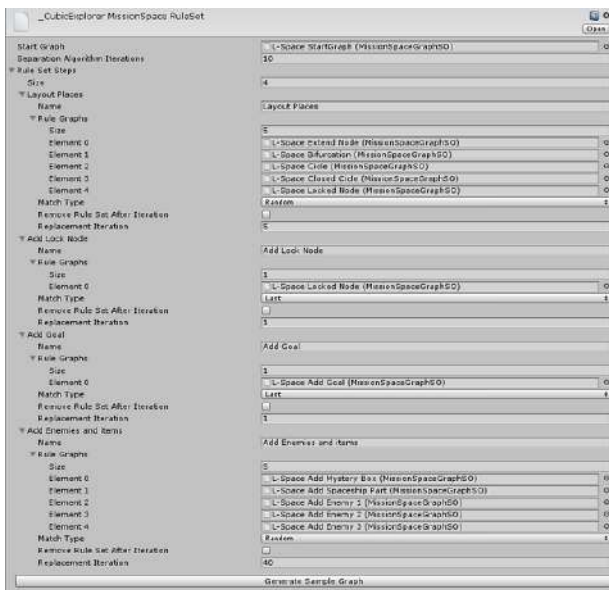 _CubicExplorer MissionSpace RuleSet
Open
Start Graph L-Space StartGraph (MissionSpaceGraphSO)
Separation Algorithm Iterations 10
Rule Set Steps
Size 4
Layout Places
Name Layout Places
Rule Graphs
Size 5
Element 0 L-Space Extend Node (MissionSpaceGraphSO)
Element 1 L-Space Bifurcation (MissionSpaceGraphSO)
Element 2 L-Space Circle (MissionSpaceGraphSO)
Element 3 L-Space Closed Circle (MissionSpaceGraphSO)
Element 4 L-Space Locked Node (MissionSpaceGraphSO)
Match Type Random
Remove Rule Set After Iteration
Replacement Iteration 5
Add Lock Node
Name Add Lock Node
Rule Graphs
Size 1
Element 0 L-Space Locked Node (MissionSpaceGraphSO)
Match Type Last
Remove Rule Set After Iteration
Replacement Iteration 1
Add Goal
Name Add Goal
Rule Graphs
Size 1
Element 0 L-Space Add Goal (MissionSpaceGraphSO)
Match Type Last
Remove Rule Set After Iteration
Replacement Iteration 1
Add Enemies and items
Name Add Enemies and items
Rule Graphs
Size 5
Element 0 L-Space Add Mystery Box (MissionSpaceGraphSO)
Element 1 L-Space Add Spaceship Part (MissionSpaceGraphSO)
Element 2 L-Space Add Enemy 1 (MissionSpaceGraphSO)
Element 3 L-Space Add Enemy 2 (MissionSpaceGraphSO)
Element 4 L-Space Add Enemy 3 (MissionSpaceGraphSO)
Match Type Random
Remove Rule Set After Iteration
Replacement Iteration 40
Generate Sample Graph